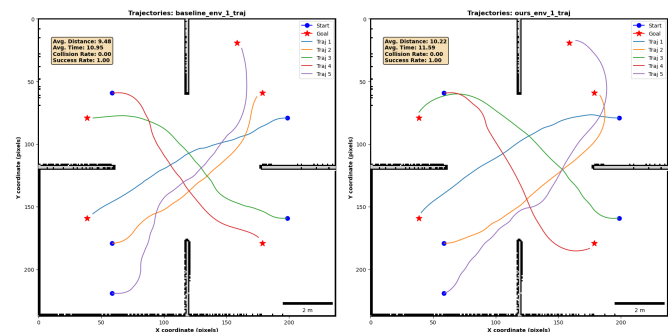 Trajectories: baseline_env_1_traj
Avg. Distance: 9.48
Avg. Time: 10.95
Collision Rate: 0.00
Success Rate: 1.00
Start
Goal
Traj 1
Traj 2
Traj 3
Traj 4
Traj 5
0
50
100
150
200
Y coordinate (pixels)
2 m
0
50
100
150
200
X coordinate (pixels)
Trajectories: ours_env_1_traj
Avg. Distance: 10.22
Avg. Time: 11.59
Collision Rate: 0.00
Success Rate: 1.00
Start
Goal
Traj 1
Traj 2
Traj 3
Traj 4
Traj 5
0
50
100
150
200
Y coordinate (pixels)
2 m
0
50
100
150
200
X coordinate (pixels)